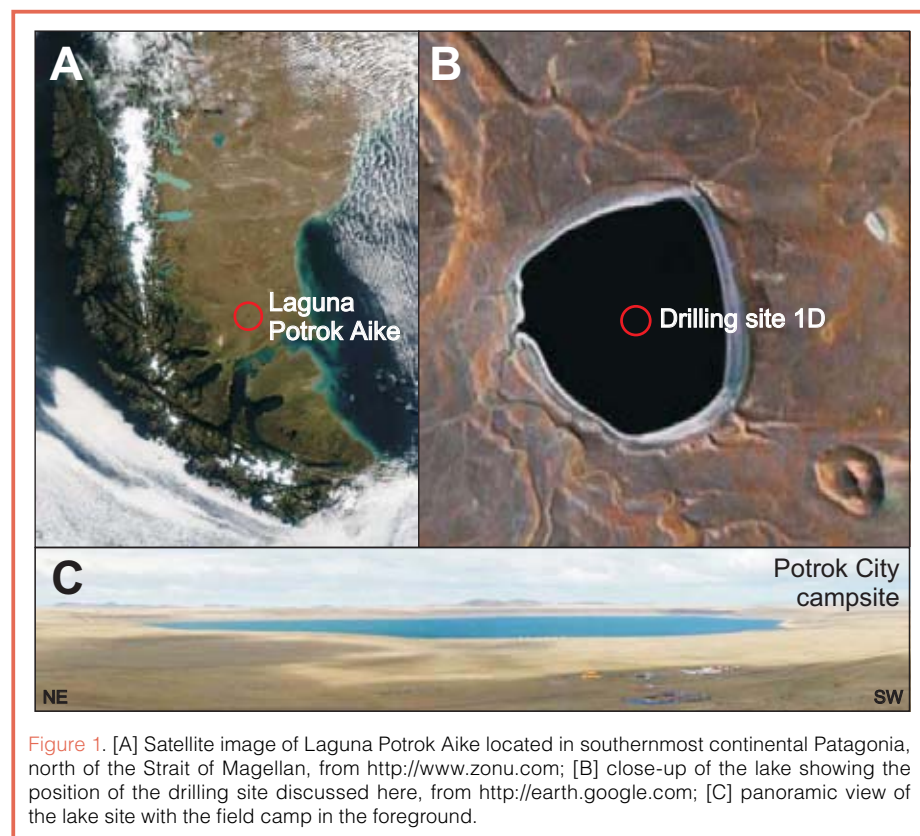 A
B
Laguna
Potrok Aike
Drilling site 1D
C
Potrok City
campsite
NE
SW
Figure 1. [A] Satellite image of Laguna Potrok Aike located in southernmost continental Patagonia,
north of the Strait of Magellan, from http://www.zonu.com; [B] close-up of the lake showing the
position of the drilling site discussed here, from http://earth.google.com; [C] panoramic view of
the lake site with the field camp in the foreground.